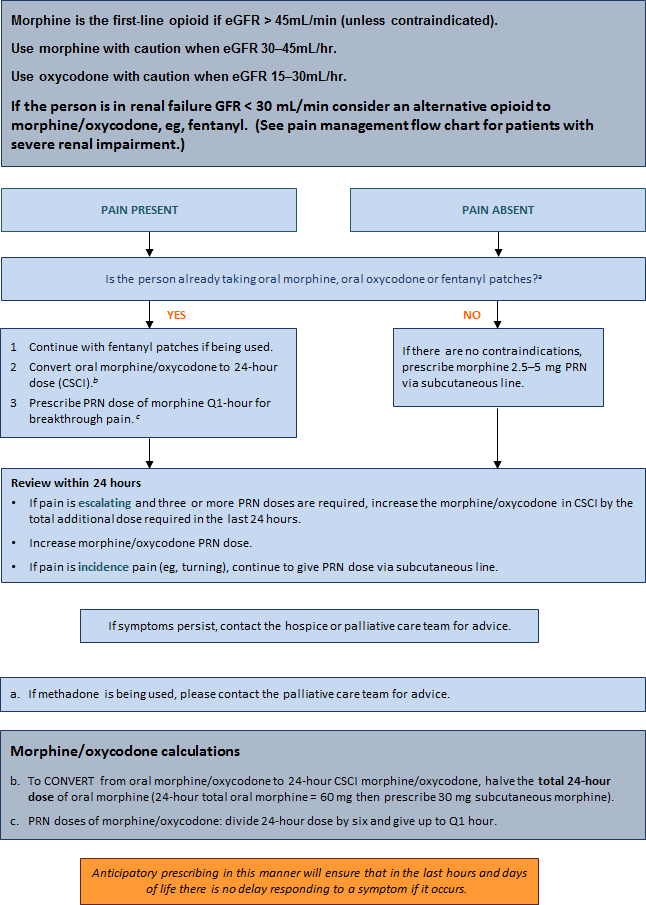 Morphine is the first-line opioid if eGFR > 45mL/min (unless contraindicated).
Use morphine with caution when eGFR 30–45mL/hr.
Use oxycodone with caution when eGFR 15–30mL/hr.
If the person is in renal failure GFR < 30 mL/min consider an alternative opioid to
morphine/oxycodone, eg, fentanyl.  (See pain management flow chart for patients with
severe renal impairment.)
PAIN PRESENT
PAIN ABSENT
Is the person already taking oral morphine, oral oxycodone or fentanyl patches?a
YES
NO
1 Continue with fentanyl patches if being used.
2 Convert oral morphine/oxycodone to 24-hour
dose (CSCI).b
3 Prescribe PRN dose of morphine Q1-hour for
breakthrough pain. c
If there are no contraindications,
prescribe morphine 2.5–5 mg PRN
via subcutaneous line.
Review within 24 hours
• If pain is escalating and three or more PRN doses are required, increase the morphine/oxycodone in CSCI by the
total additional dose required in the last 24 hours.
• Increase morphine/oxycodone PRN dose.
• If pain is incidence pain (eg, turning), continue to give PRN dose via subcutaneous line.
If symptoms persist, contact the hospice or palliative care team for advice.
a. If methadone is being used, please contact the palliative care team for advice.
Morphine/oxycodone calculations
b. To CONVERT from oral morphine/oxycodone to 24-hour CSCI morphine/oxycodone, halve the total 24-hour
dose of oral morphine (24-hour total oral morphine = 60 mg then prescribe 30 mg subcutaneous morphine).
c. PRN doses of morphine/oxycodone: divide 24-hour dose by six and give up to Q1 hour.
Anticipatory prescribing in this manner will ensure that in the last hours and days
of life there is no delay responding to a symptom if it occurs.